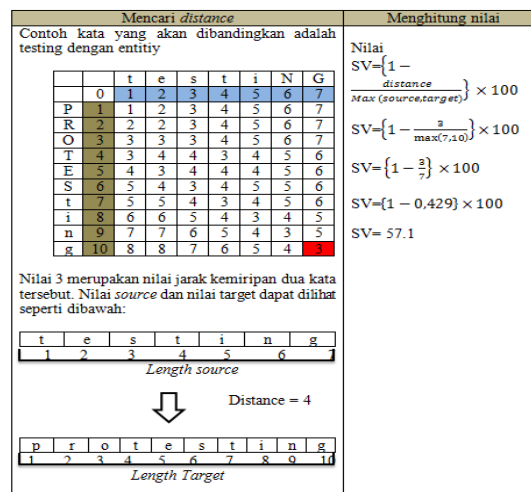 Mencari distance
Menghitung nilai
Contoh kata yang akan dibandingkan adalah
testing dengan entitiy
t e s t i N G
0 1 2 3 4 5 6 7
P 1 1 2 3 4 5 6 7
R 2 2 2 3 4 5 6 7
O 3 3 3 3 4 5 6 7
T 4 3 4 4 3 4 5 6
E 5 4 3 4 4 4 5 6
S 6 5 4 3 4 5 5 6
t 7 5 5 4 3 4 5 6
i 8 6 6 5 4 3 4 5
n 9 7 7 6 5 4 3 5
g 10 8 8 7 6 5 4 3
Nilai 3 merupakan nilai jarak kemiripan dua kata
tersebut. Nilai source dan nilai target dapat dilihat
seperti dibawah:
t e s t i n g
1 2 3 4 5 6 7
Length source
Distance = 4
p r o t e s t i n g
1 2 3 4 5 6 7 8 9 10
Length Target
Nilai
SV={1 −
distance
Max (source,target)} × 100
SV={1 − 3/max(7,10)} × 100
SV={1 − 3/7} × 100
SV={1 − 0,429} × 100
SV= 57.1